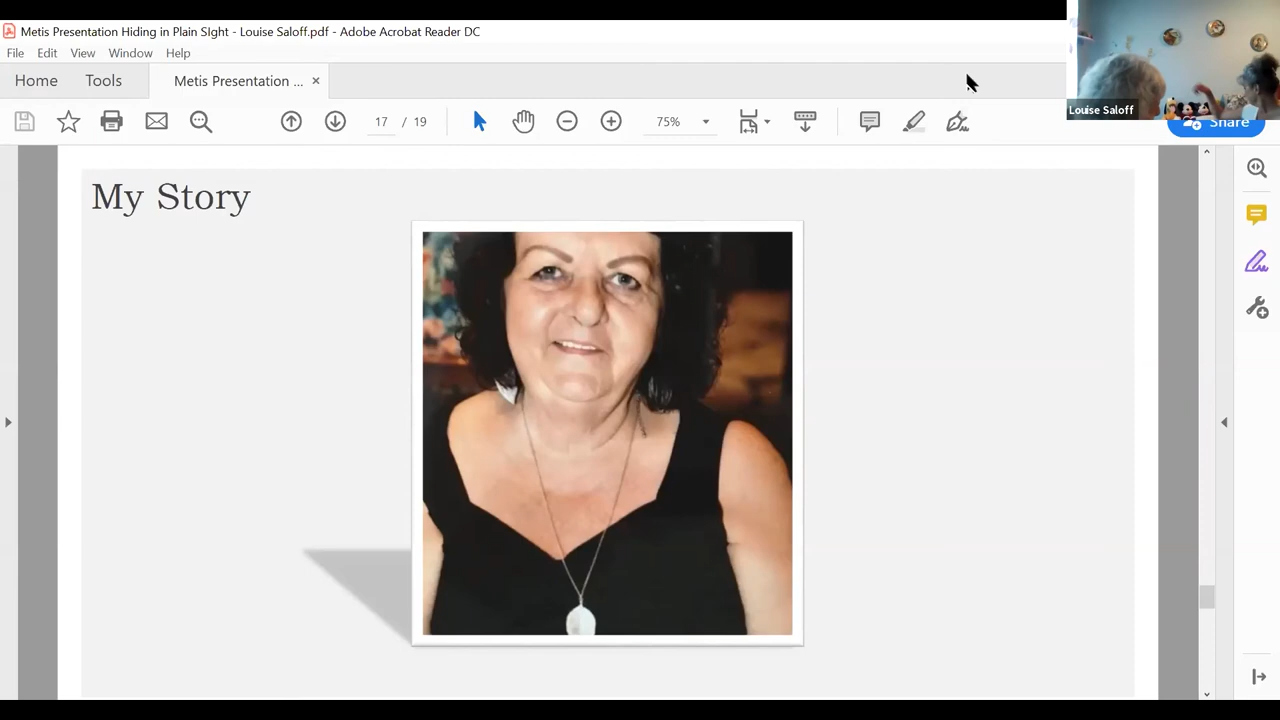 Metis Presentation Hiding in Plain SIght - Louise Saloff.pdf - Adobe Acrobat Reader DC
File Edit View Window Help
Home Tools Metis Presentation ... ×
17 / 19 75% Share
Louise Saloff
My Story